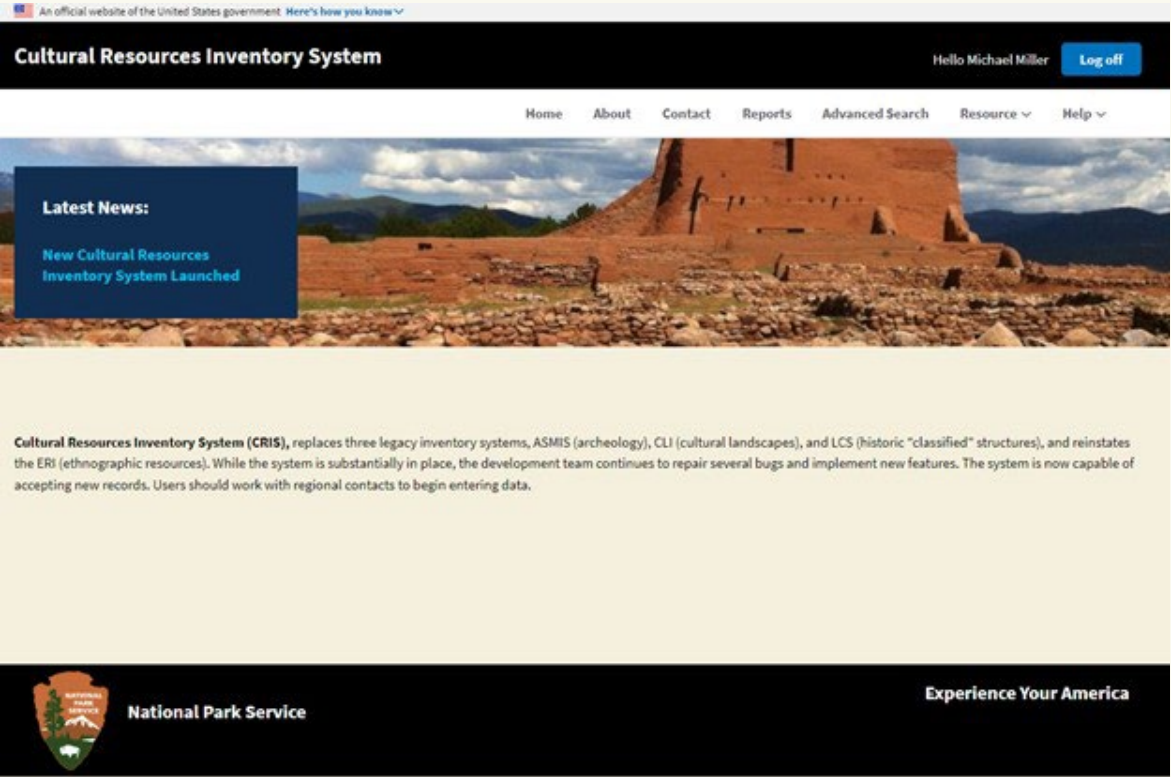 An official website of the United States government Here's how you know
Cultural Resources Inventory System
Hello Michael Miller Log off
Home About Contact Reports Advanced Search Resource Help
Latest News:
New Cultural Resources
Inventory System Launched
Cultural Resources Inventory System (CRIS), replaces three legacy inventory systems, ASMIS (archeology), CLI (cultural landscapes), and LCS (historic "classified" structures), and reinstates
the ERI (ethnographic resources). While the system is substantially in place, the development team continues to repair several bugs and implement new features. The system is now capable of
accepting new records. Users should work with regional contacts to begin entering data.
Experience Your America
NATIONAL
PARK
SERVICE
National Park Service